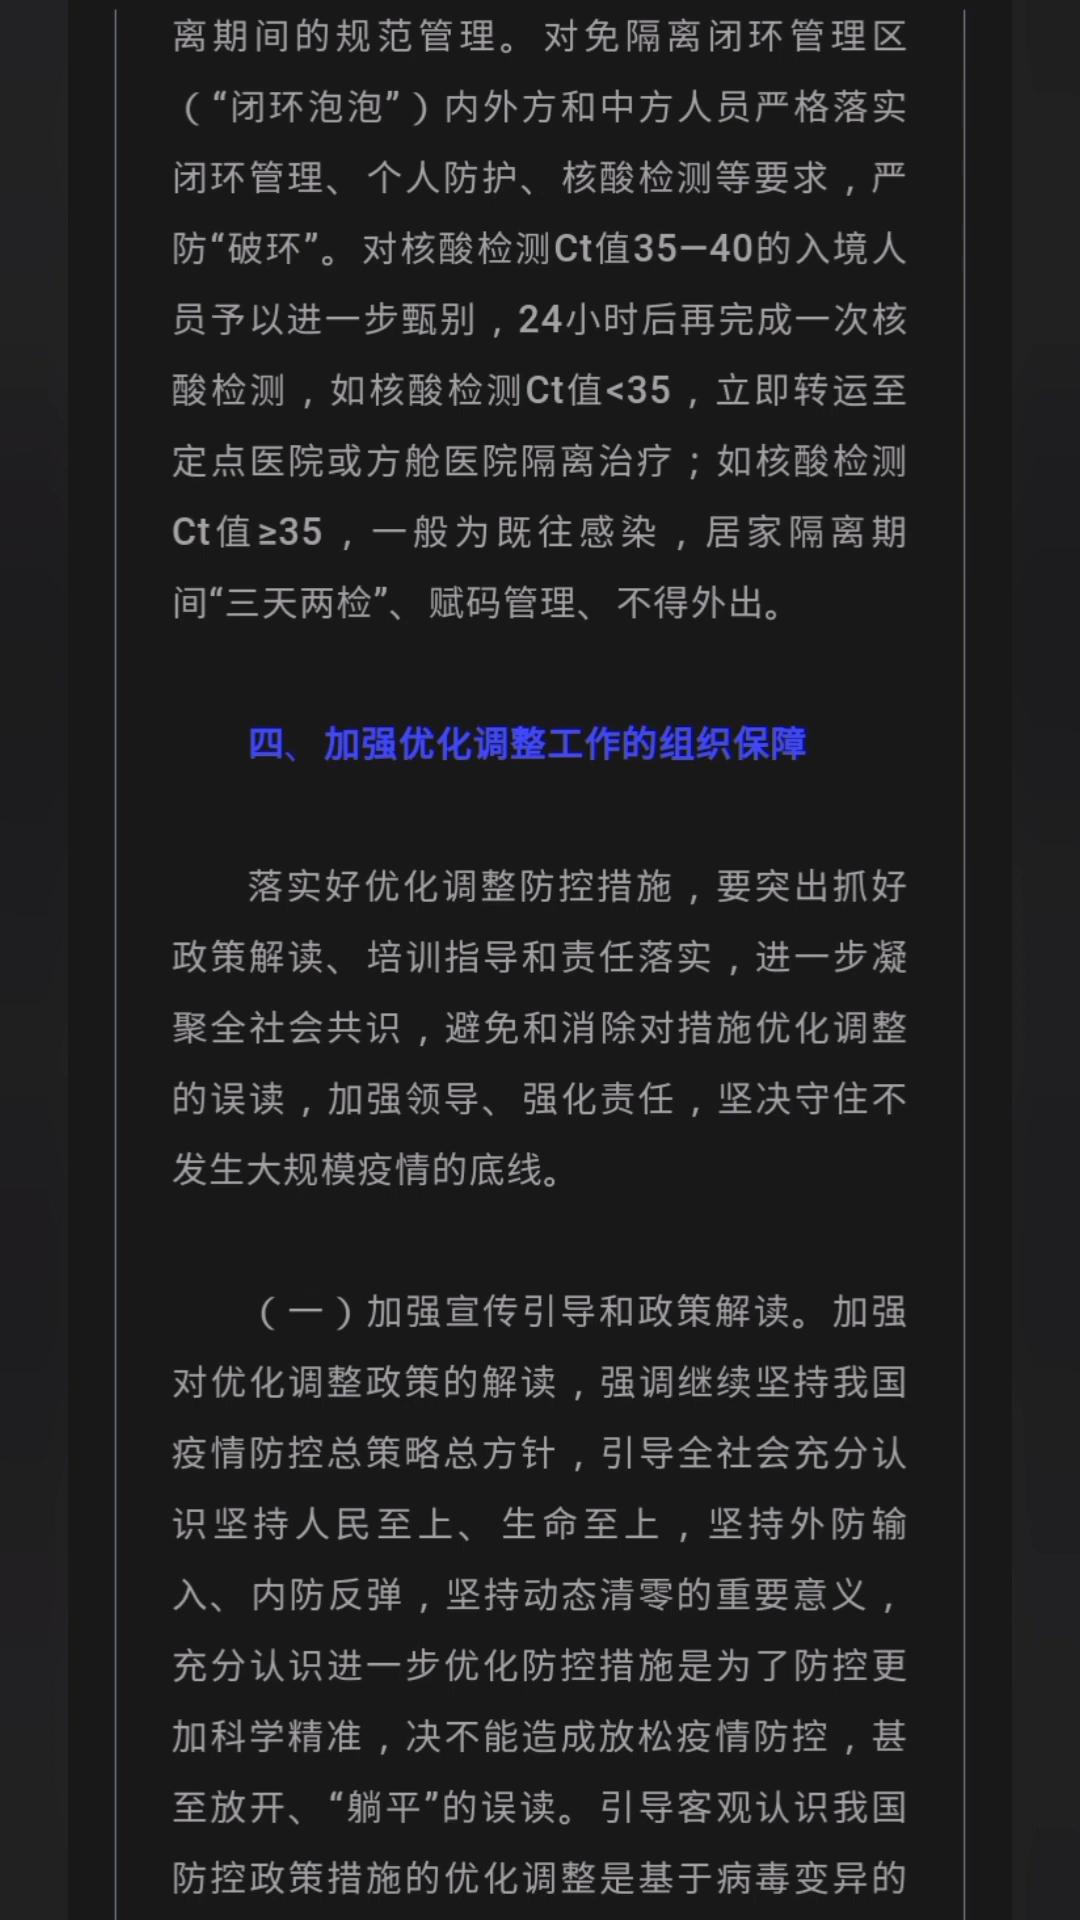 离期间的规范管理。对免隔离闭环管理区
（“闭环泡泡”）内外方和中方人员严格落实
闭环管理、个人防护、核酸检测等要求，严
防“破环”。对核酸检测Ct值35—40的入境人
员予以进一步甄别，24小时后再完成一次核
酸检测，如核酸检测Ct值<35，立即转运至
定点医院或方舱医院隔离治疗；如核酸检测
Ct值≥35，一般为既往感染，居家隔离期
间“三天两检”、赋码管理、不得外出。
四、加强优化调整工作的组织保障
落实好优化调整防控措施，要突出抓好
政策解读、培训指导和责任落实，进一步凝
聚全社会共识，避免和消除对措施优化调整
的误读，加强领导、强化责任，坚决守住不
发生大规模疫情的底线。
（一）加强宣传引导和政策解读。加强
对优化调整政策的解读，强调继续坚持我国
疫情防控总策略总方针，引导全社会充分认
识坚持人民至上、生命至上，坚持外防输
入、内防反弹，坚持动态清零的重要意义，
充分认识进一步优化防控措施是为了防控更
加科学精准，决不能造成放松疫情防控，甚
至放开、“躺平”的误读。引导客观认识我国
防控政策措施的优化调整是基于病毒变异的